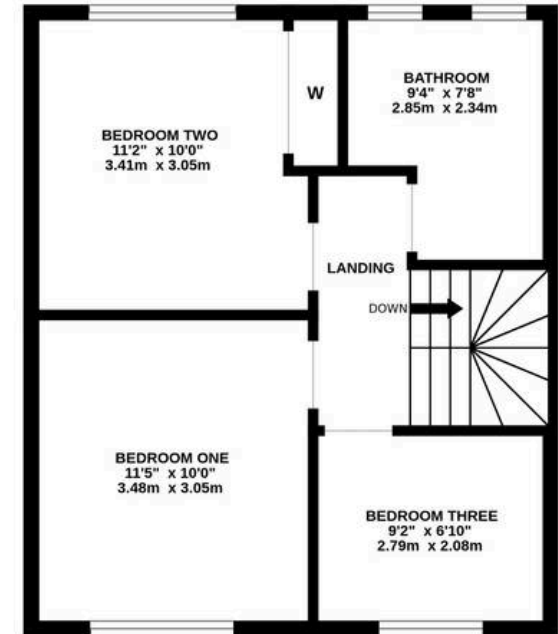 BEDROOM TWO
11'2" x 10'0"
3.41m x 3.05m
W
BATHROOM
9'4" x 7'8"
2.85m x 2.34m
LANDING
DOWN
BEDROOM ONE
11'5" x 10'0"
3.48m x 3.05m
BEDROOM THREE
9'2" x 6'10"
2.79m x 2.08m